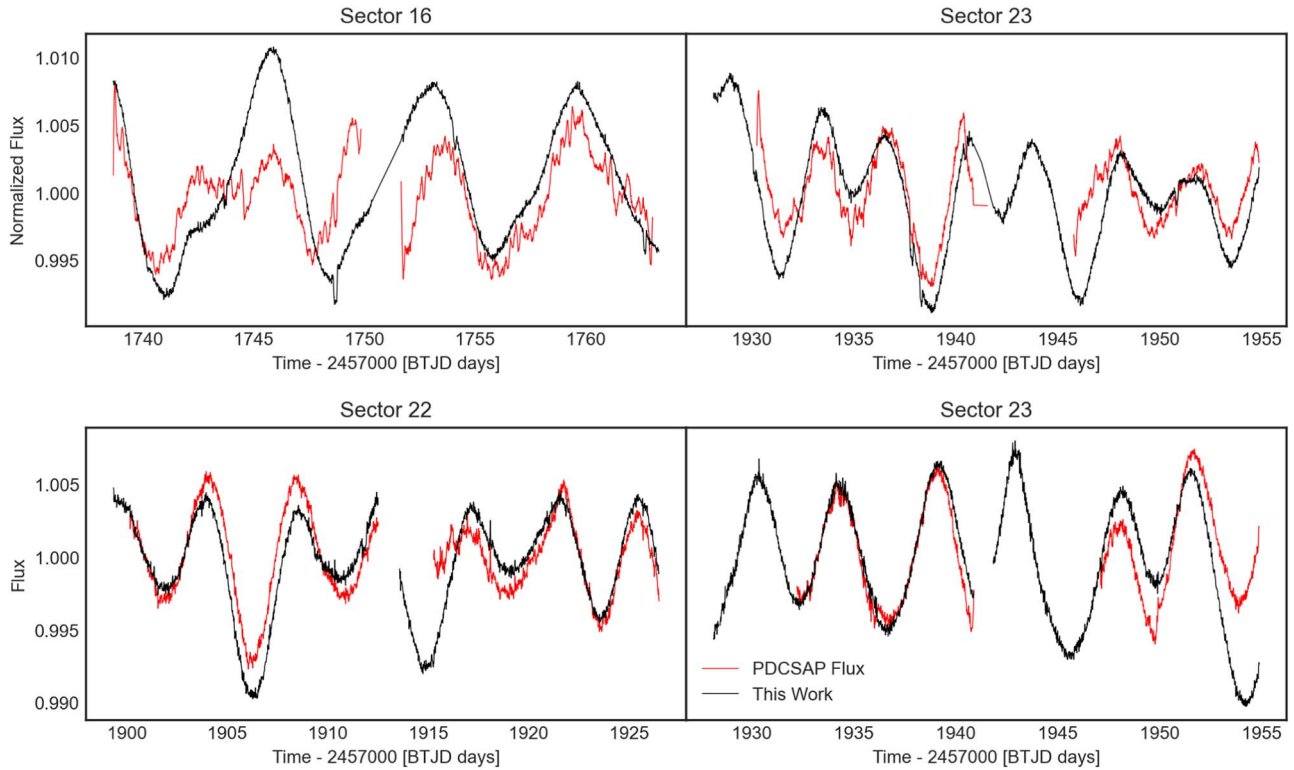 Sector 16
Sector 23
Normalized Flux
1.010
1.005
1.000
0.995
1740
1745
1750
1755
1760
1930
1935
1940
1945
1950
1955
Time - 2457000 [BTJD days]
Time - 2457000 [BTJD days]
Sector 22
Sector 23
Flux
1.005
1.000
0.995
0.990
PDCSAP Flux
This Work
1900
1905
1910
1915
1920
1925
1930
1935
1940
1945
1950
1955
Time - 2457000 [BTJD days]
Time - 2457000 [BTJD days]